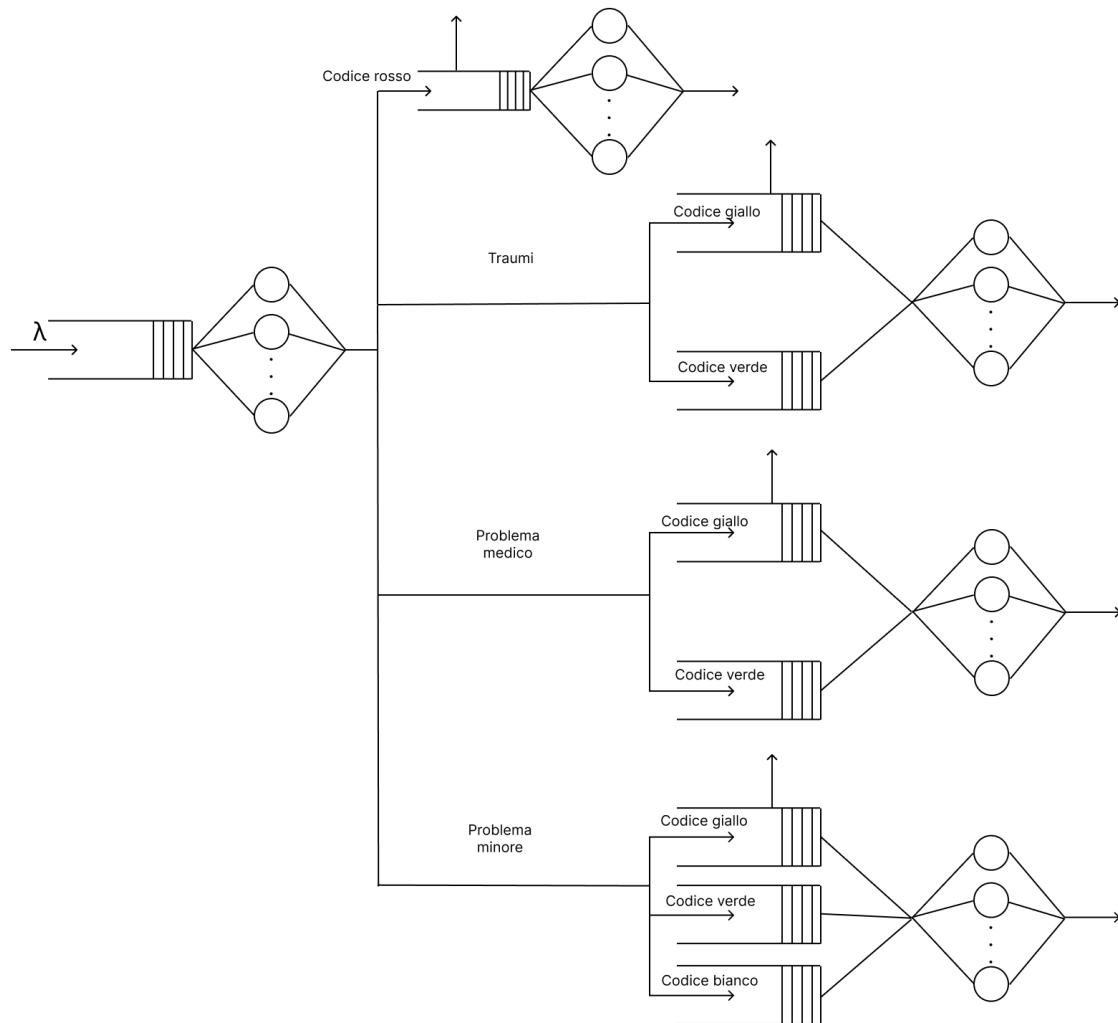 Codice rosso
Codice giallo
Traumi
λ
Codice verde
Codice giallo
Problema
medico
Codice verde
Codice giallo
Problema
minore
Codice verde
Codice bianco